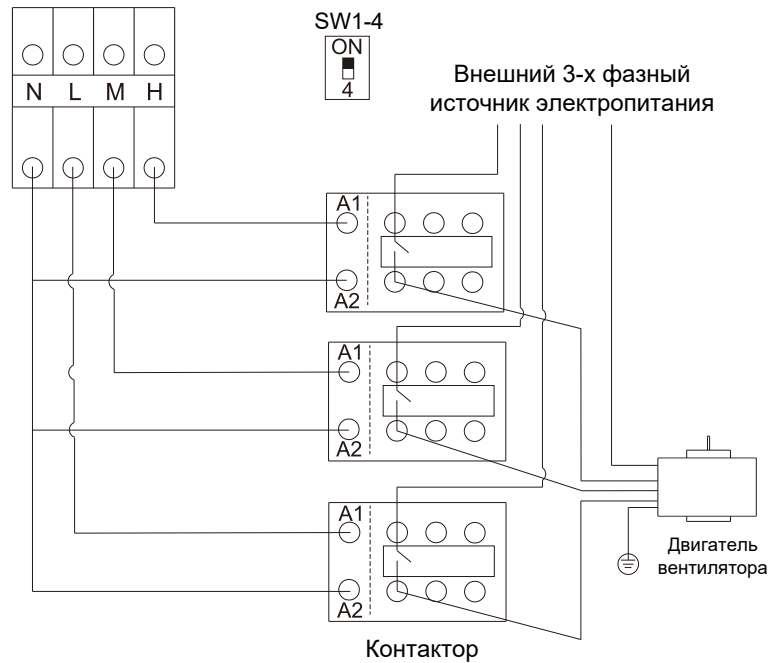 SW1-4
ON
4
N L M H
Внешний 3-х фазный
источник электропитания
A1
A2
A1
A2
A1
A2
Двигатель
вентилятора
Контактор